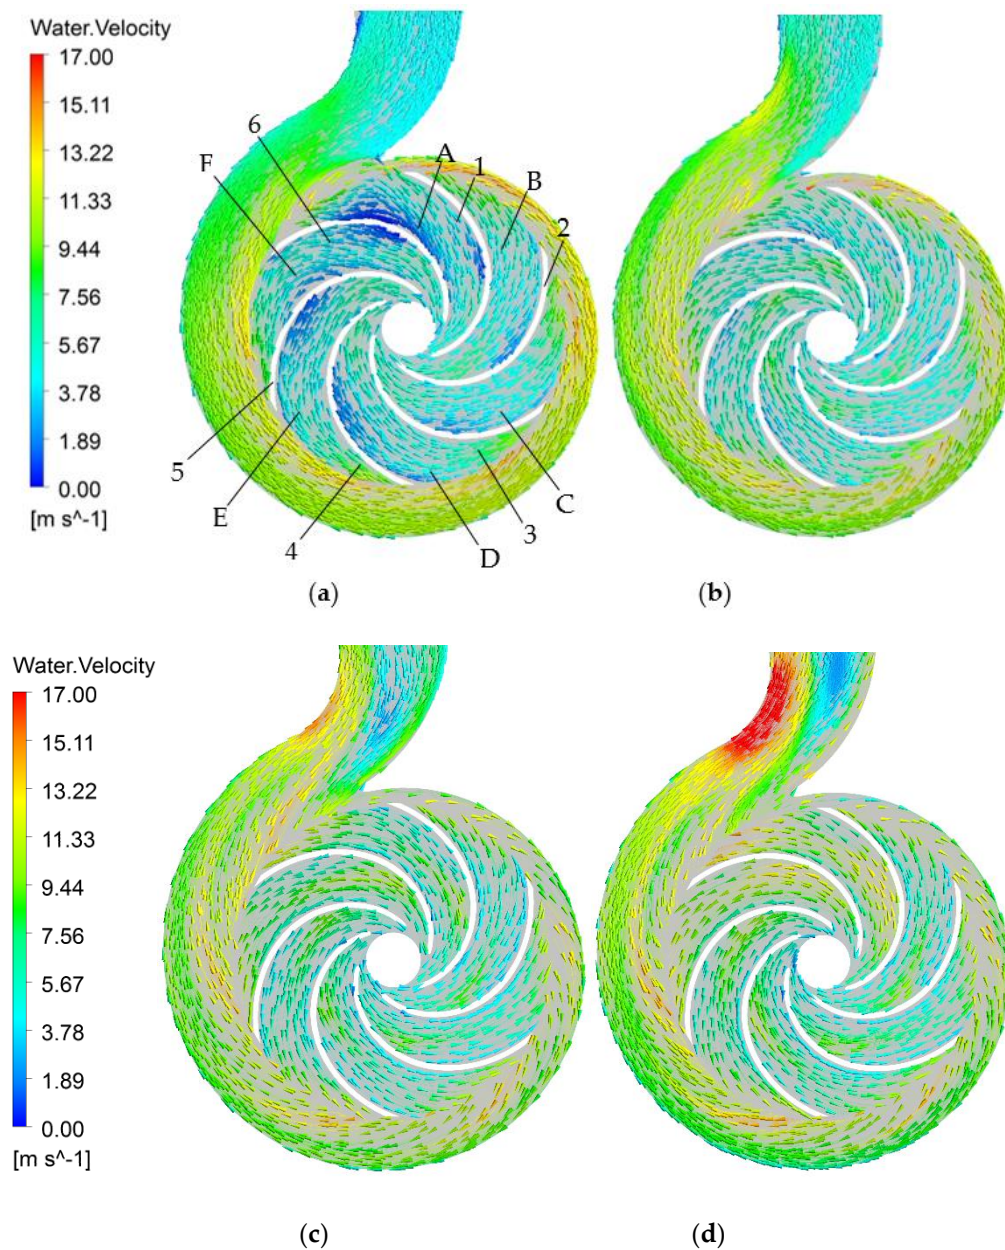 Water.Velocity
17.00
15.11
13.22
11.33
9.44
7.56
5.67
3.78
1.89
0.00
[m s^-1]
6
F
A
1
B
2
5
E
4
D
3
C
(a)
(b)
Water.Velocity
17.00
15.11
13.22
11.33
9.44
7.56
5.67
3.78
1.89
0.00
[m s^-1]
(c)
(d)